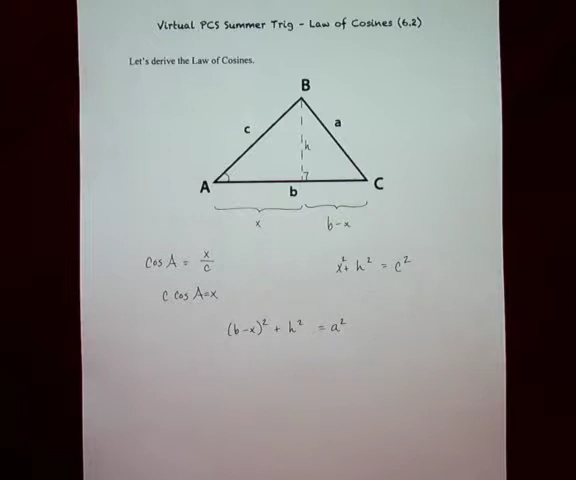 Virtual PCS Summer Trig - Law of Cosines (6.2)
Let's derive the Law of Cosines.
B
c a
h
A b C
x b-x
Cos A = x/c
x² + h² = c²
c cos A = x
(b-x)² + h² = a²